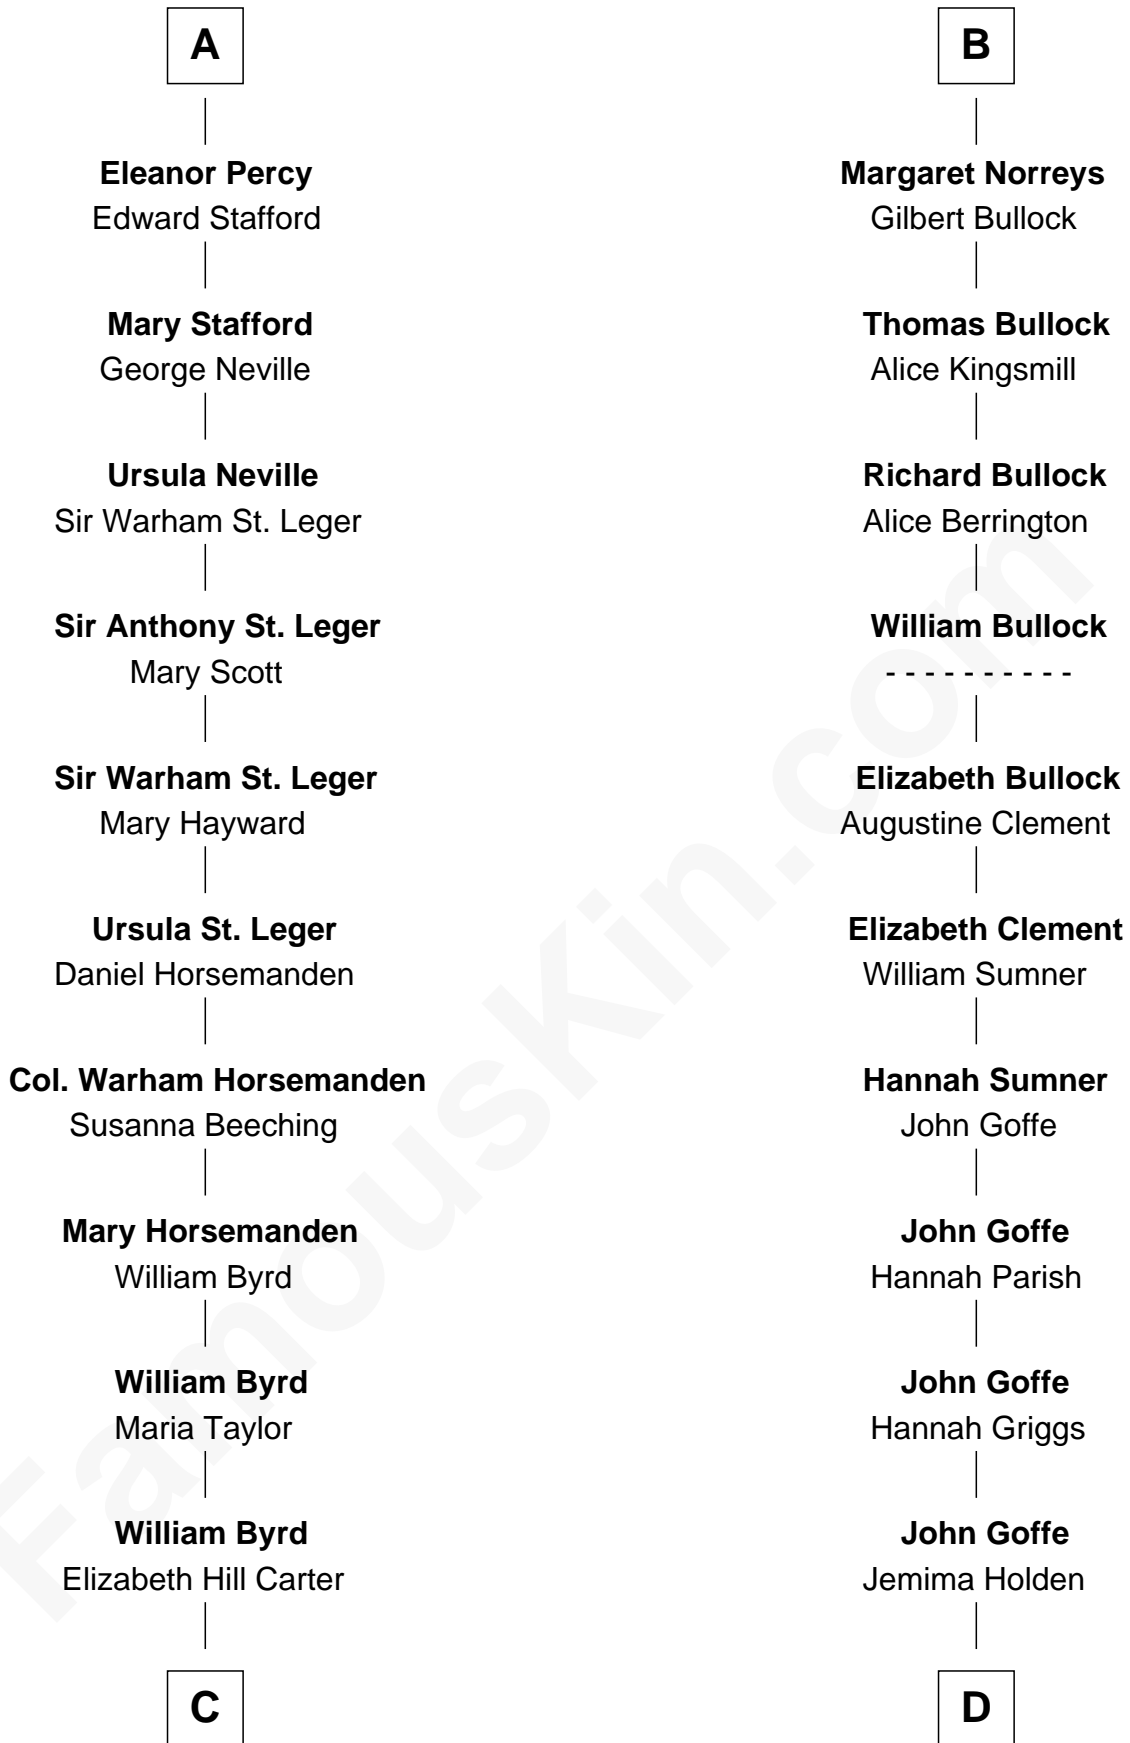 A
Eleanor Percy
Edward Stafford
Mary Stafford
George Neville
Ursula Neville
Sir Warham St. Leger
Sir Anthony St. Leger
Mary Scott
Sir Warham St. Leger
Mary Hayward
Ursula St. Leger
Daniel Horsemanden
Col. Warham Horsemanden
Susanna Beeching
Mary Horsemanden
William Byrd
William Byrd
Maria Taylor
William Byrd
Elizabeth Hill Carter
C
B
Margaret Norreys
Gilbert Bullock
Thomas Bullock
Alice Kingsmill
Richard Bullock
Alice Berrington
William Bullock
- - - - - - - - - -
Elizabeth Bullock
Augustine Clement
Elizabeth Clement
William Sumner
Hannah Sumner
John Goffe
John Goffe
Hannah Parish
John Goffe
Hannah Griggs
John Goffe
Jemima Holden
D
FamousKin.com